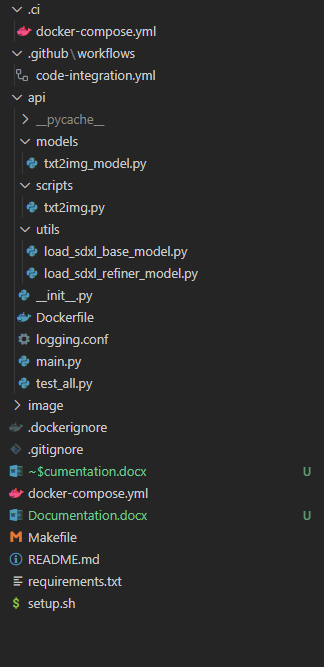 .ci
docker-compose.yml
.github\workflows
code-integration.yml
api
__pycache__
models
txt2img_model.py
scripts
txt2img.py
utils
load_sdxl_base_model.py
load_sdxl_refiner_model.py
__init__.py
Dockerfile
logging.conf
main.py
test_all.py
image
.dockerignore
.gitignore
~$cumentation.docx U
docker-compose.yml
Documentation.docx U
Makefile
README.md
requirements.txt
$ setup.sh